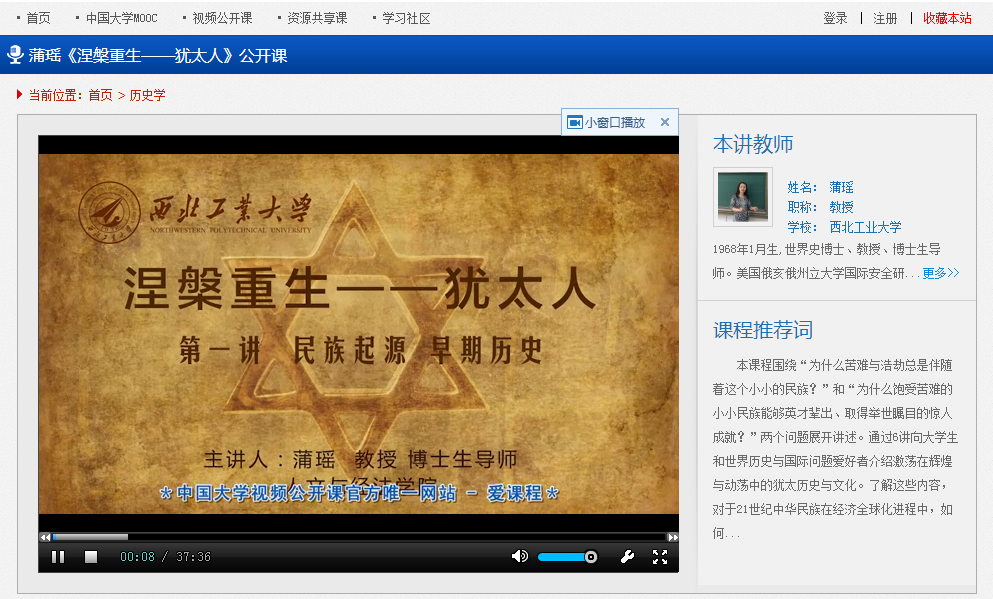 首页 中国大学MOOC 视频公开课 资源共享课 学习社区 登录 注册 收藏本站
蒲瑶《涅槃重生——犹太人》公开课
当前位置：首页 > 历史学
小窗口播放 ×
西北工业大学
NORTHWESTERN POLYTECHNICAL UNIVERSITY
涅槃重生——犹太人
第一讲 民族起源 早期历史
主讲人：蒲瑶 教授 博士生导师
人文与经法学院
*中国大学视频公开课官方唯一网站 - 爱课程*
00:08 / 37:36
本讲教师
姓名： 蒲瑶
职称： 教授
学校： 西北工业大学
1968年1月生,世界史博士、教授、博士生导
师。美国俄亥俄州立大学国际安全研...更多>>
课程推荐词
本课程围绕“为什么苦难与浩劫总是伴随
着这个小小的民族？”和“为什么饱受苦难的
小小民族能够英才辈出、取得举世瞩目的惊人
成就？”两个问题展开讲述。通过6讲向大学生
和世界历史与国际问题爱好者介绍激荡在辉煌
与动荡中的犹太历史与文化。了解这些内容，
对于21世纪中华民族在经济全球化进程中，如
何...